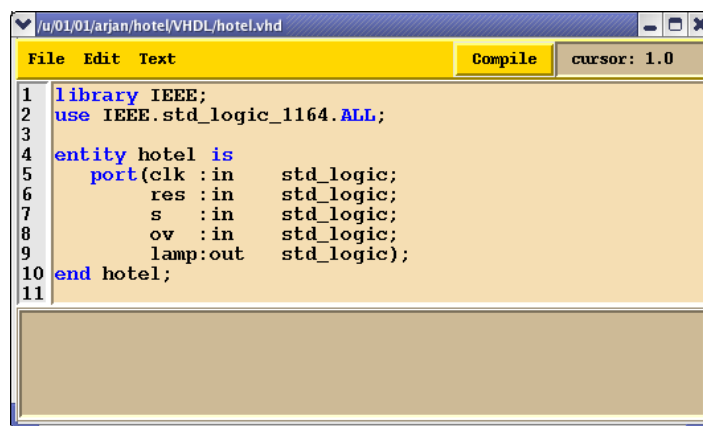 /u/01/01/arjan/hotel/VHDL/hotel.vhd
File Edit Text Compile cursor: 1.0
1 library IEEE;
2 use IEEE.std_logic_1164.ALL;
3
4 entity hotel is
5    port(clk :in    std_logic;
6         res :in    std_logic;
7         s   :in    std_logic;
8         ov  :in    std_logic;
9         lamp:out   std_logic);
10 end hotel;
11